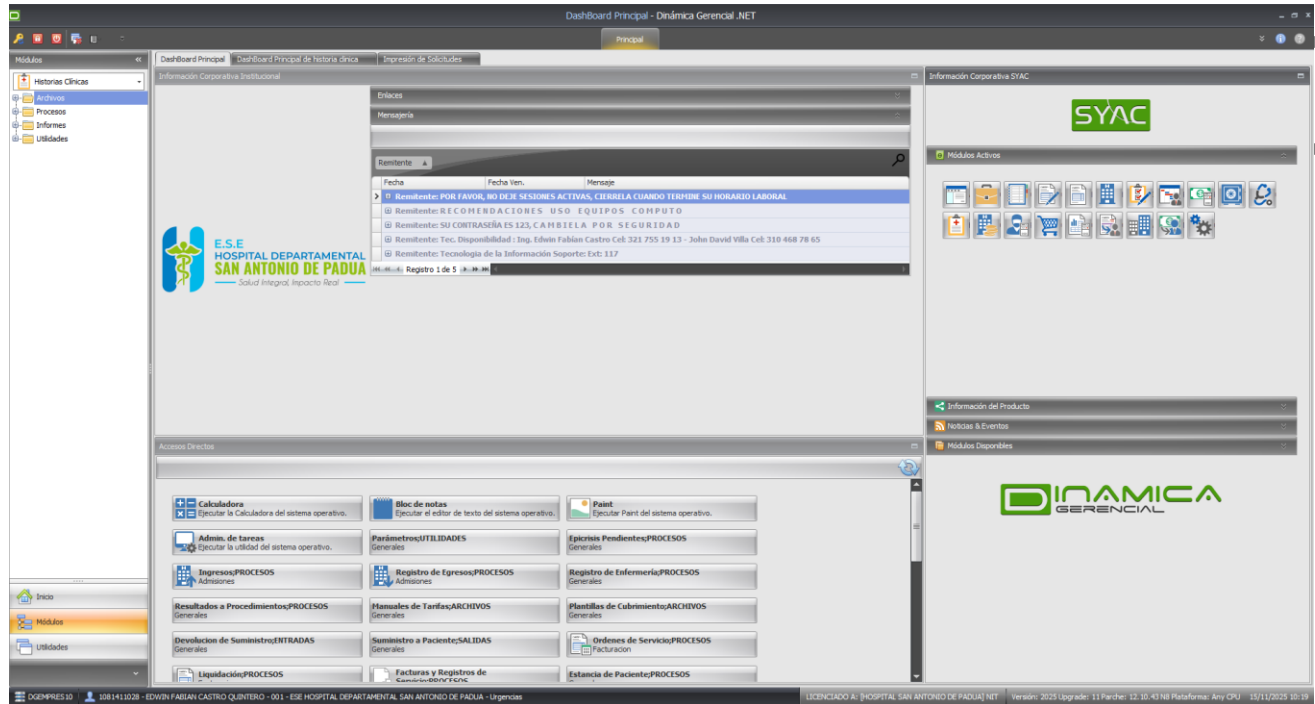 DashBoard Principal - Dinámica Gerencial .NET
Principal
Módulos
DashBoard Principal
DashBoard Principal de historia clinica
Impresión de Solicitudes
Historias Clínicas
Archivos
Procesos
Informes
Utilidades
Información Corporativa Institucional
Enlaces
Mensajería
Remitente
Fecha
Fecha Ven.
Mensaje
Remitente: POR FAVOR, NO DEJE SESIONES ACTIVAS, CIERRELA CUANDO TERMINE SU HORARIO LABORAL
Remitente: R E C O M E N D A C I O N E S U S O E Q U I P O S C O M P U T O
Remitente: SU CONTRASEÑA ES 123, C A M B I E L A P O R S E G U R I D A D
Remitente: Tec. Disponibilidad : Ing. Edwin Fabian Castro Cel: 321 755 19 13 - John David Villa Cel: 310 468 78 65
Remitente: Tecnologia de la Información Soporte: Ext: 117
Registro 1 de 5
E.S.E
HOSPITAL DEPARTAMENTAL
SAN ANTONIO DE PADUA
Salud Integral, Impacto Real
Información Corporativa SYAC
SYAC
Módulos Activos
Información del Producto
Noticias & Eventos
Módulos Disponibles
DINAMICA
GERENCIAL
Accesos Directos
Calculadora
Ejecutar la Calculadora del sistema operativo.
Bloc de notas
Ejecutar el editor de texto del sistema operativo.
Paint
Ejecutar Paint del sistema operativo.
Admin. de tareas
Ejecutar la utilidad del sistema operativo.
Parámetros;UTILIDADES
Generales
Epicrisis Pendientes;PROCESOS
Generales
Ingresos;PROCESOS
Admisiones
Registro de Egresos;PROCESOS
Admisiones
Registro de Enfermería;PROCESOS
Generales
Resultados a Procedimientos;PROCESOS
Generales
Manuales de Tarifas;ARCHIVOS
Generales
Plantillas de Cubrimiento;ARCHIVOS
Generales
Devolucion de Suministro;ENTRADAS
Generales
Suministro a Paciente;SALIDAS
Generales
Ordenes de Servicio;PROCESOS
Facturacion
Liquidación;PROCESOS
Facturas y Registros de
Servicio;PROCESOS
Estancia de Paciente;PROCESOS
Inicio
Módulos
Utilidades
DGEMPRES10
1081411028 - EDWIN FABIAN CASTRO QUINTERO - 001 - ESE HOSPITAL DEPARTAMENTAL SAN ANTONIO DE PADUA - Urgencias
LICENCIADO A: [HOSPITAL SAN ANTONIO DE PADUA] NIT
Versión: 2025 Upgrade: 11 Parche: 12.10.43 N8 Plataforma: Any CPU
15/11/2025 10:19